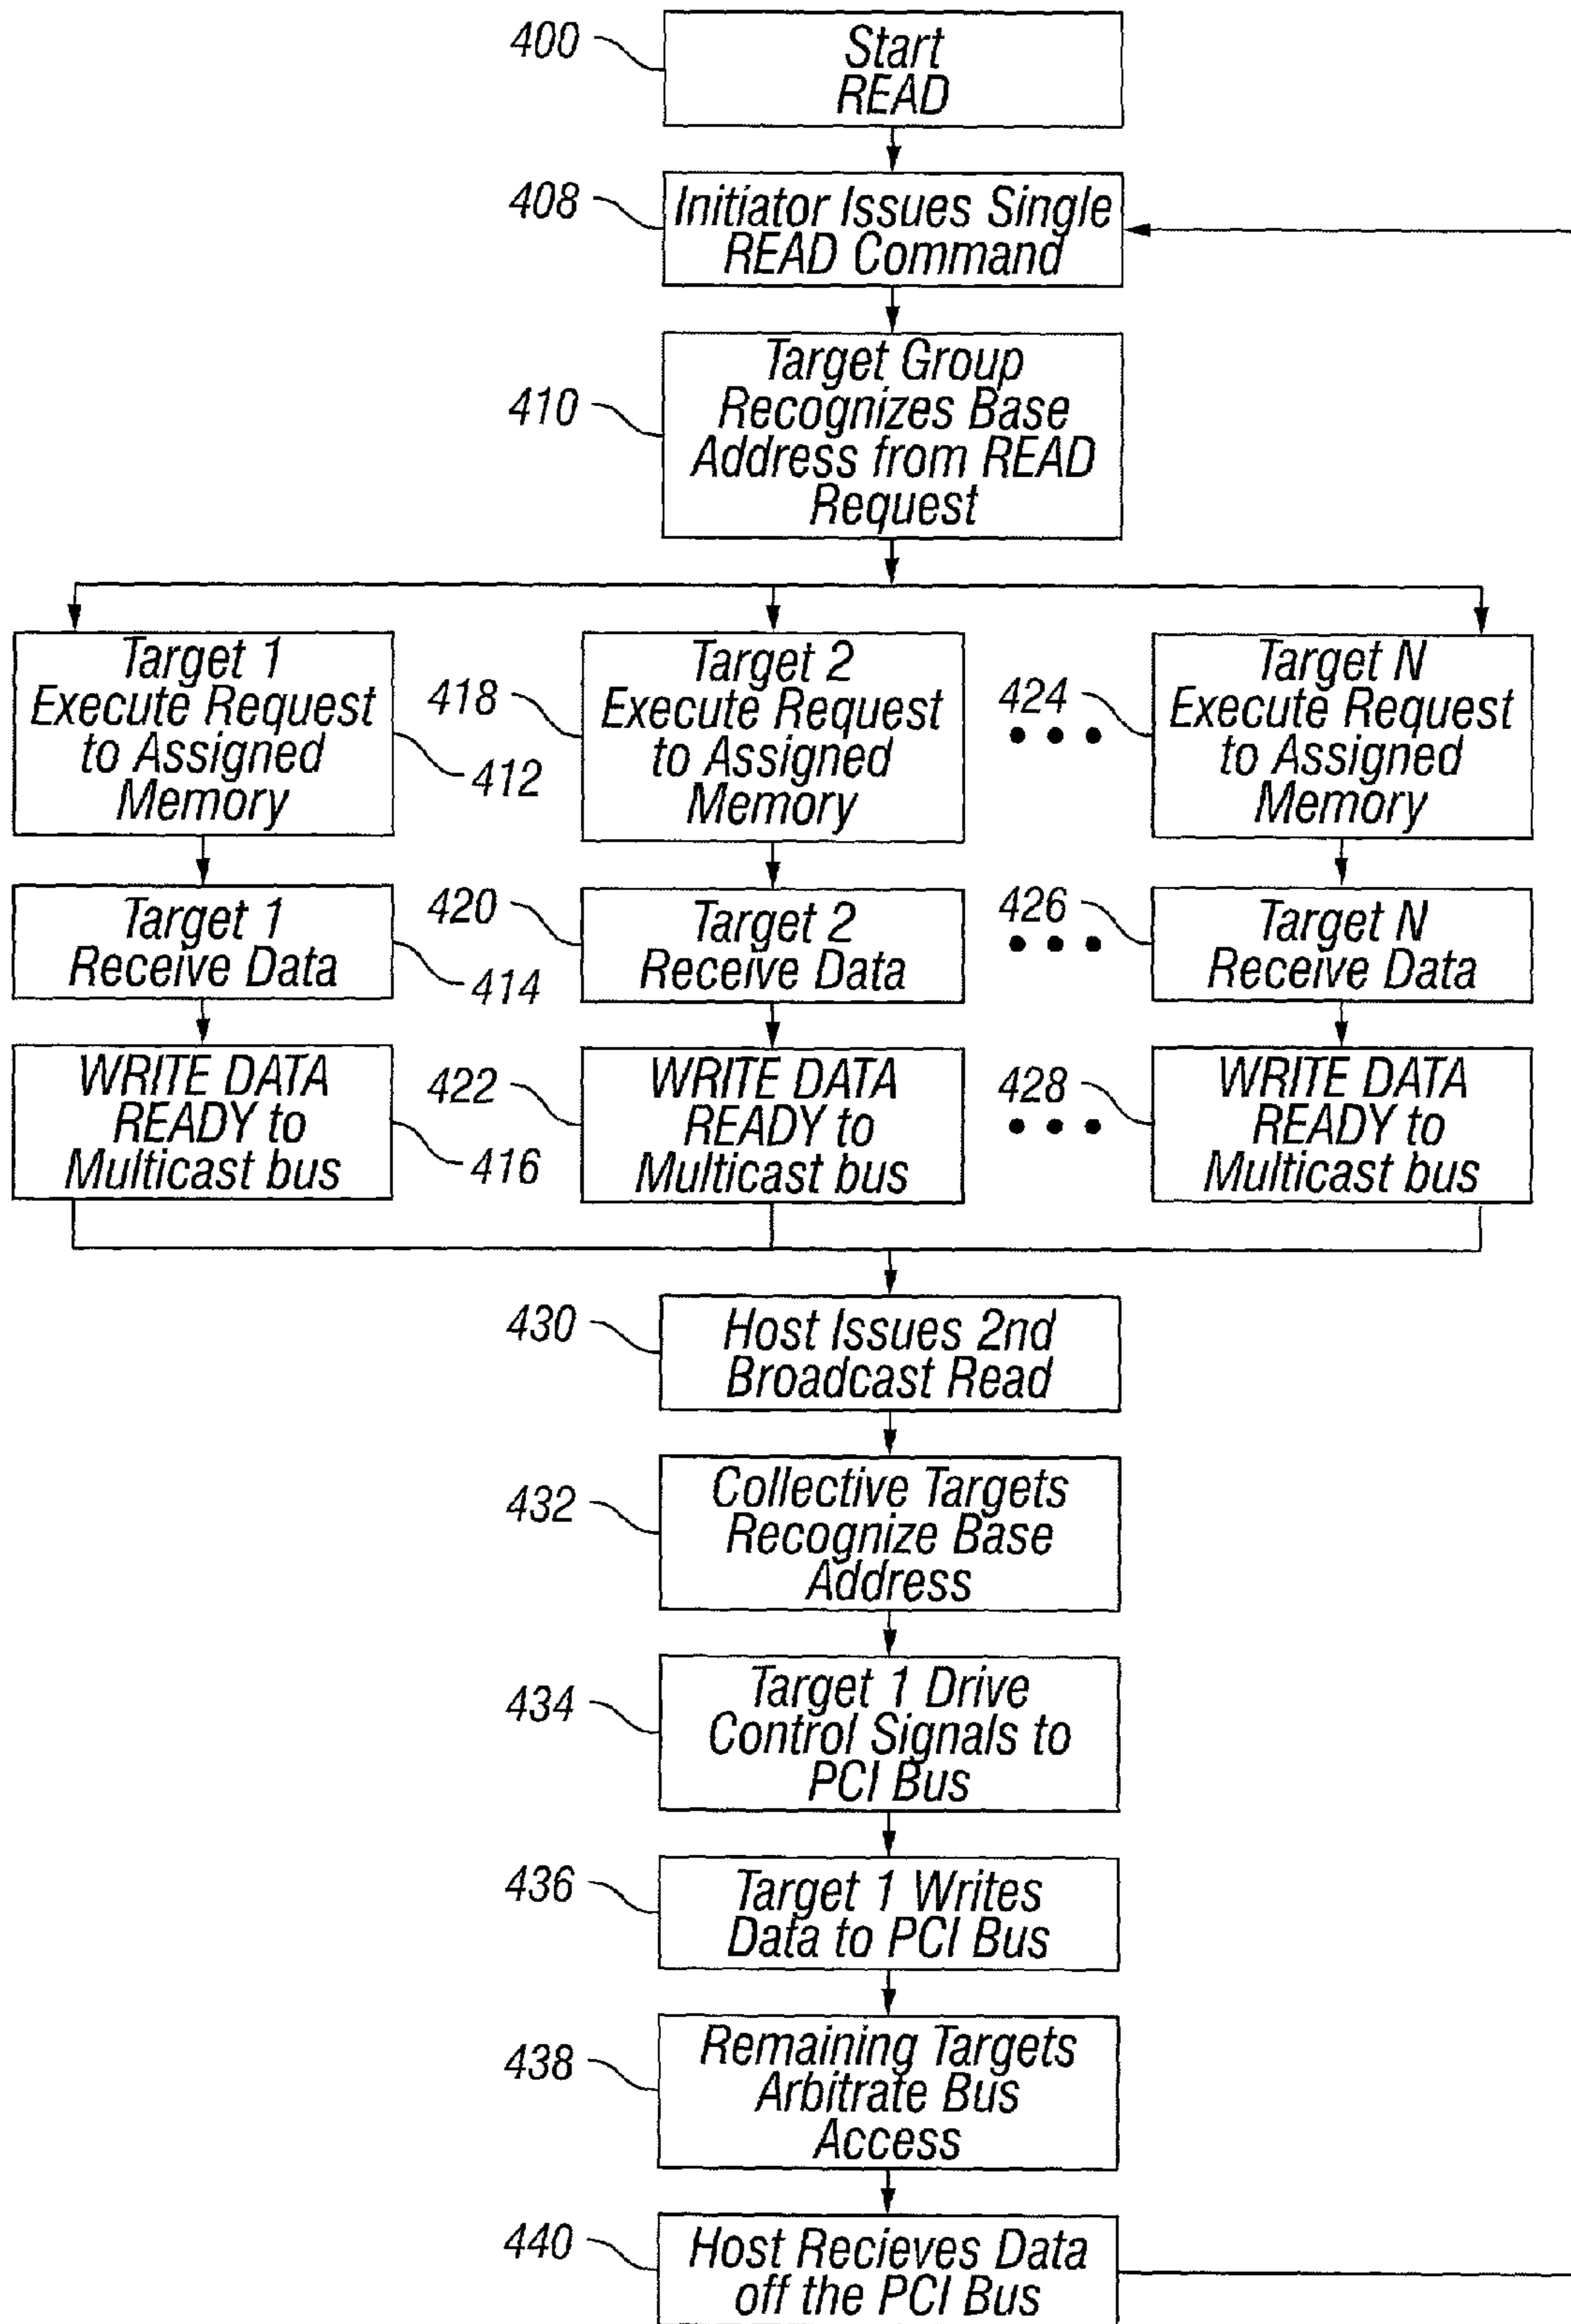 400
Start
READ
408
Initiator Issues Single
READ Command
410
Target Group
Recognizes Base
Address from READ
Request
Target 1
Execute Request
to Assigned
Memory
412
418
Target 2
Execute Request
to Assigned
Memory
424
Target N
Execute Request
to Assigned
Memory
Target 1
Receive Data
414
420
Target 2
Receive Data
426
Target N
Receive Data
WRITE DATA
READY to
Multicast bus
416
422
WRITE DATA
READY to
Multicast bus
428
WRITE DATA
READY to
Multicast bus
430
Host Issues 2nd
Broadcast Read
432
Collective Targets
Recognize Base
Address
434
Target 1 Drive
Control Signals to
PCI Bus
436
Target 1 Writes
Data to PCI Bus
438
Remaining Targets
Arbitrate Bus
Access
440
Host Recieves Data
off the PCI Bus